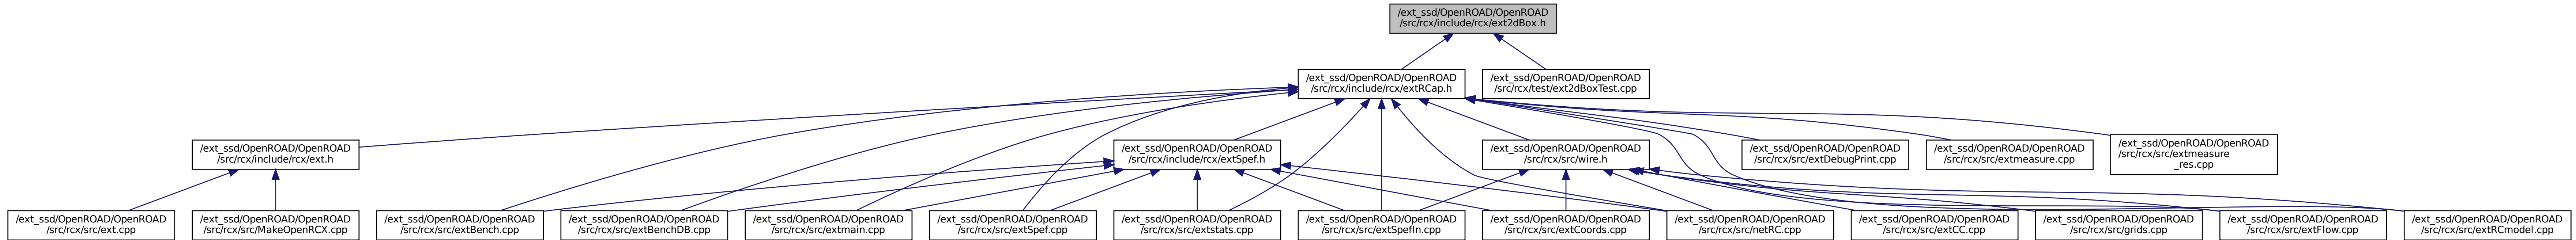 /ext_ssd/OpenROAD/OpenROAD
/src/rcx/include/rcx/ext2dBox.h
/ext_ssd/OpenROAD/OpenROAD
/src/rcx/include/rcx/extRCap.h
/ext_ssd/OpenROAD/OpenROAD
/src/rcx/test/ext2dBoxTest.cpp
/ext_ssd/OpenROAD/OpenROAD
/src/rcx/include/rcx/ext.h
/ext_ssd/OpenROAD/OpenROAD
/src/rcx/include/rcx/extSpef.h
/ext_ssd/OpenROAD/OpenROAD
/src/rcx/src/wire.h
/ext_ssd/OpenROAD/OpenROAD
/src/rcx/src/extDebugPrint.cpp
/ext_ssd/OpenROAD/OpenROAD
/src/rcx/src/extmeasure.cpp
/ext_ssd/OpenROAD/OpenROAD
/src/rcx/src/extmeasure
_res.cpp
/ext_ssd/OpenROAD/OpenROAD
/src/rcx/src/ext.cpp
/ext_ssd/OpenROAD/OpenROAD
/src/rcx/src/MakeOpenRCX.cpp
/ext_ssd/OpenROAD/OpenROAD
/src/rcx/src/extBench.cpp
/ext_ssd/OpenROAD/OpenROAD
/src/rcx/src/extBenchDB.cpp
/ext_ssd/OpenROAD/OpenROAD
/src/rcx/src/extmain.cpp
/ext_ssd/OpenROAD/OpenROAD
/src/rcx/src/extSpef.cpp
/ext_ssd/OpenROAD/OpenROAD
/src/rcx/src/extstats.cpp
/ext_ssd/OpenROAD/OpenROAD
/src/rcx/src/extSpefIn.cpp
/ext_ssd/OpenROAD/OpenROAD
/src/rcx/src/extCoords.cpp
/ext_ssd/OpenROAD/OpenROAD
/src/rcx/src/netRC.cpp
/ext_ssd/OpenROAD/OpenROAD
/src/rcx/src/extCC.cpp
/ext_ssd/OpenROAD/OpenROAD
/src/rcx/src/grids.cpp
/ext_ssd/OpenROAD/OpenROAD
/src/rcx/src/extFlow.cpp
/ext_ssd/OpenROAD/OpenROAD
/src/rcx/src/extRCmodel.cpp